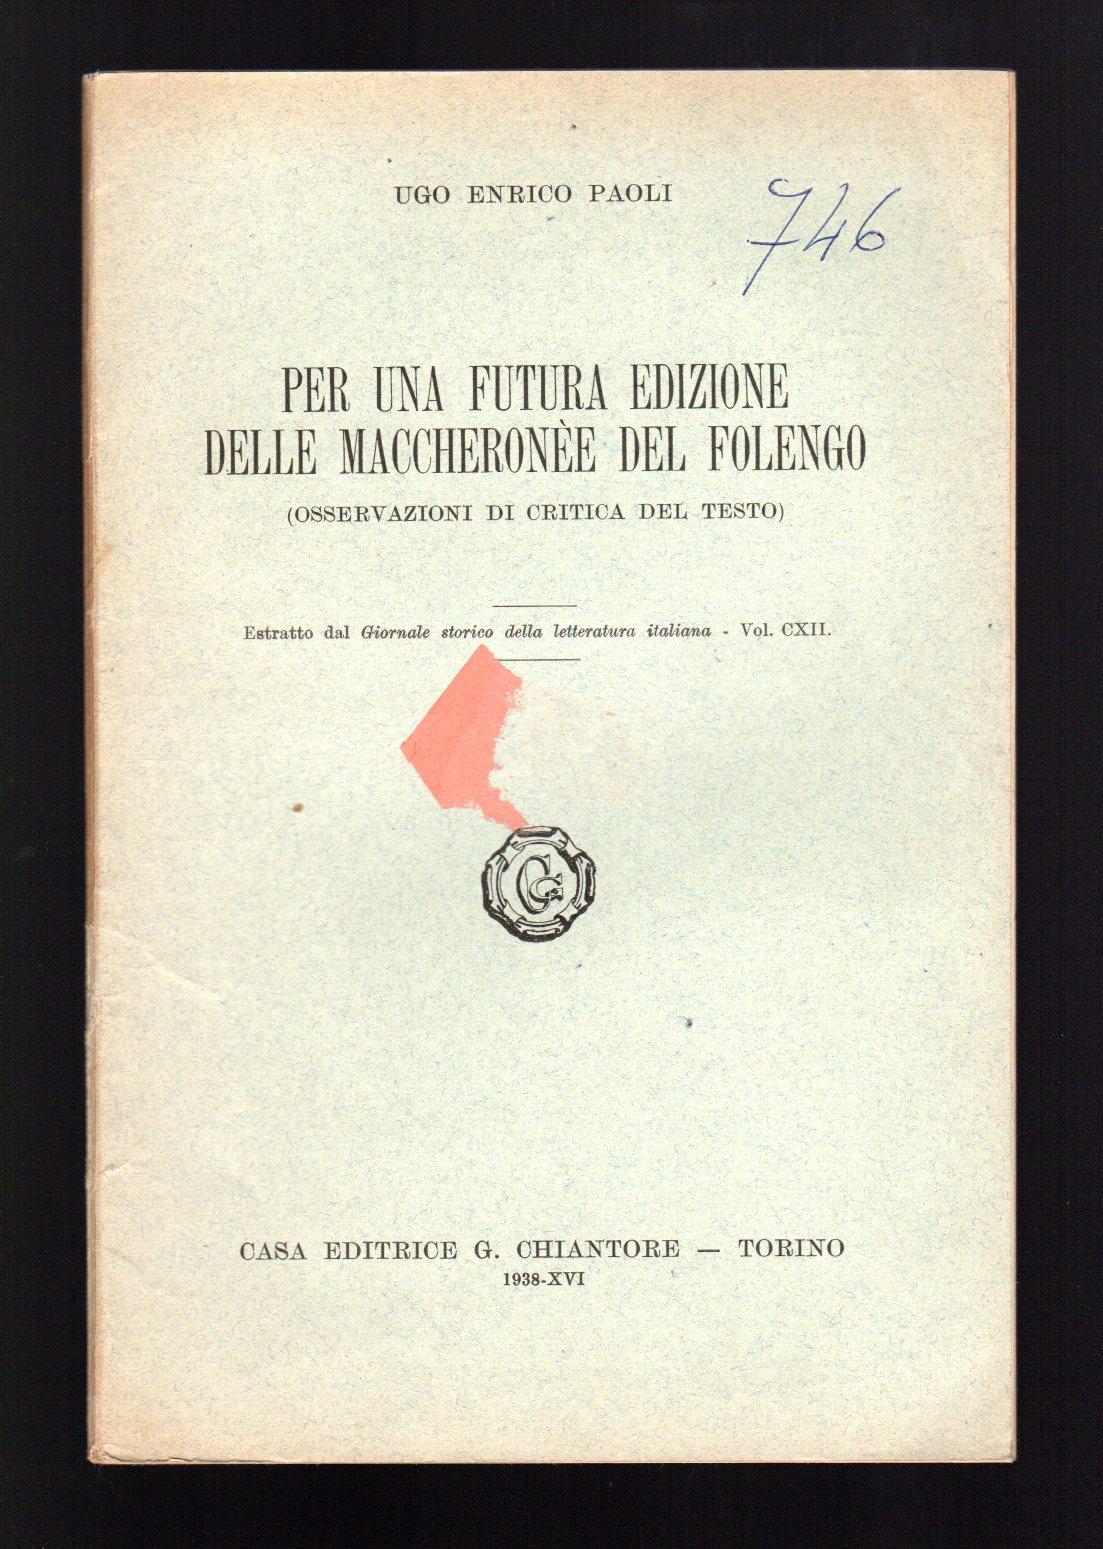 UGO ENRICO PAOLI
746
PER UNA FUTURA EDIZIONE
DELLE MACCHERONÈE DEL FOLENGO
(OSSERVAZIONI DI CRITICA DEL TESTO)
Estratto dal Giornale storico della letteratura italiana - Vol. CXII.
GC
CASA EDITRICE G. CHIANTORE — TORINO
1938-XVI